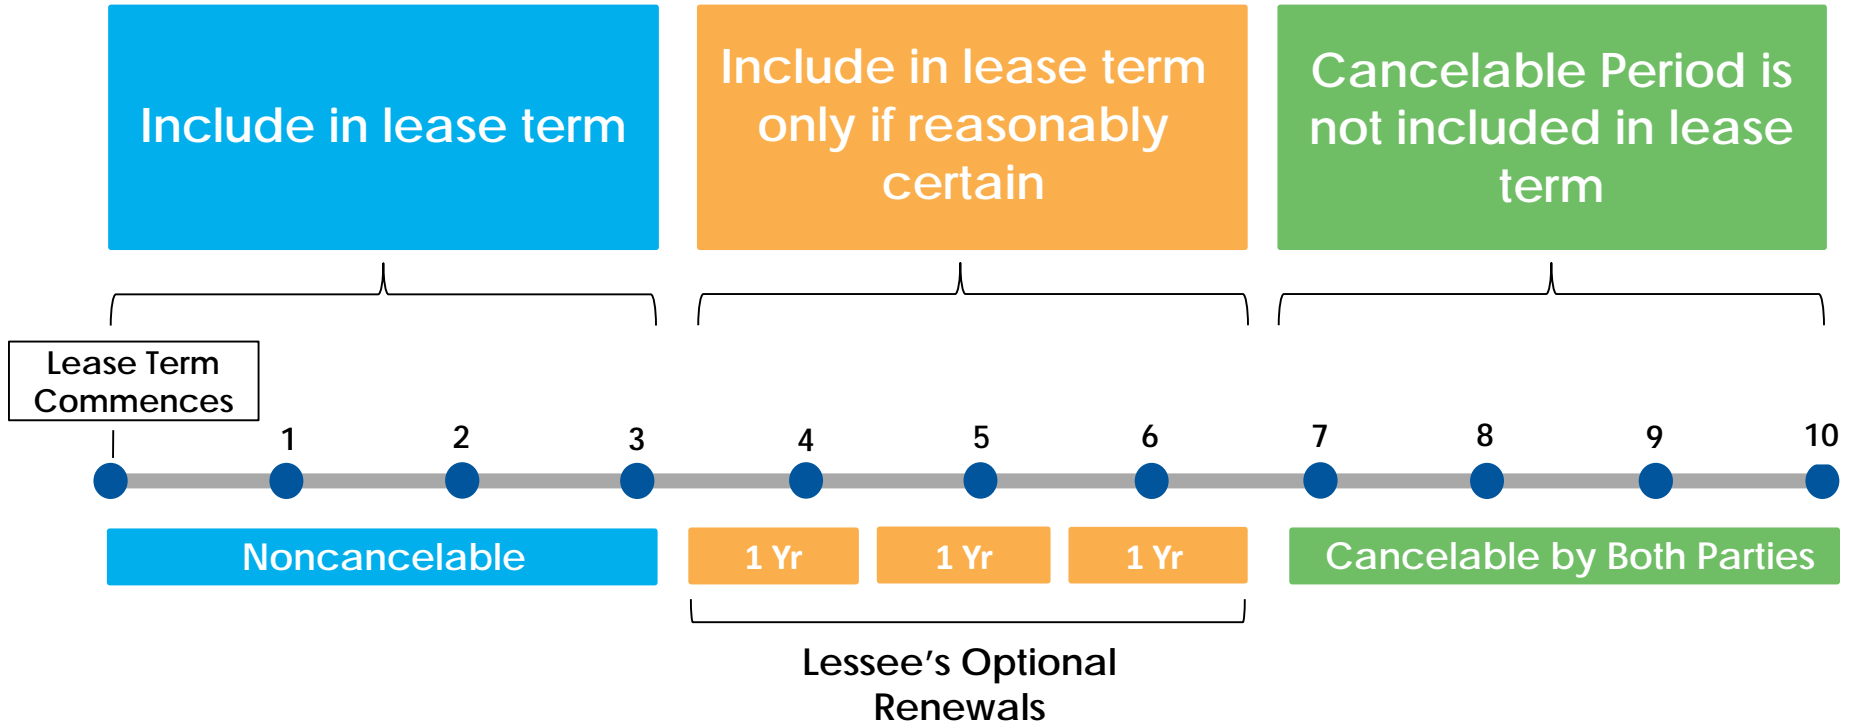 Include in lease term
Include in lease term
only if reasonably
certain
Cancelable Period is
not included in lease
term
Lease Term
Commences
1
2
3
4
5
6
7
8
9
10
Noncancelable
1 Yr
1 Yr
1 Yr
Cancelable by Both Parties
Lessee’s Optional
Renewals